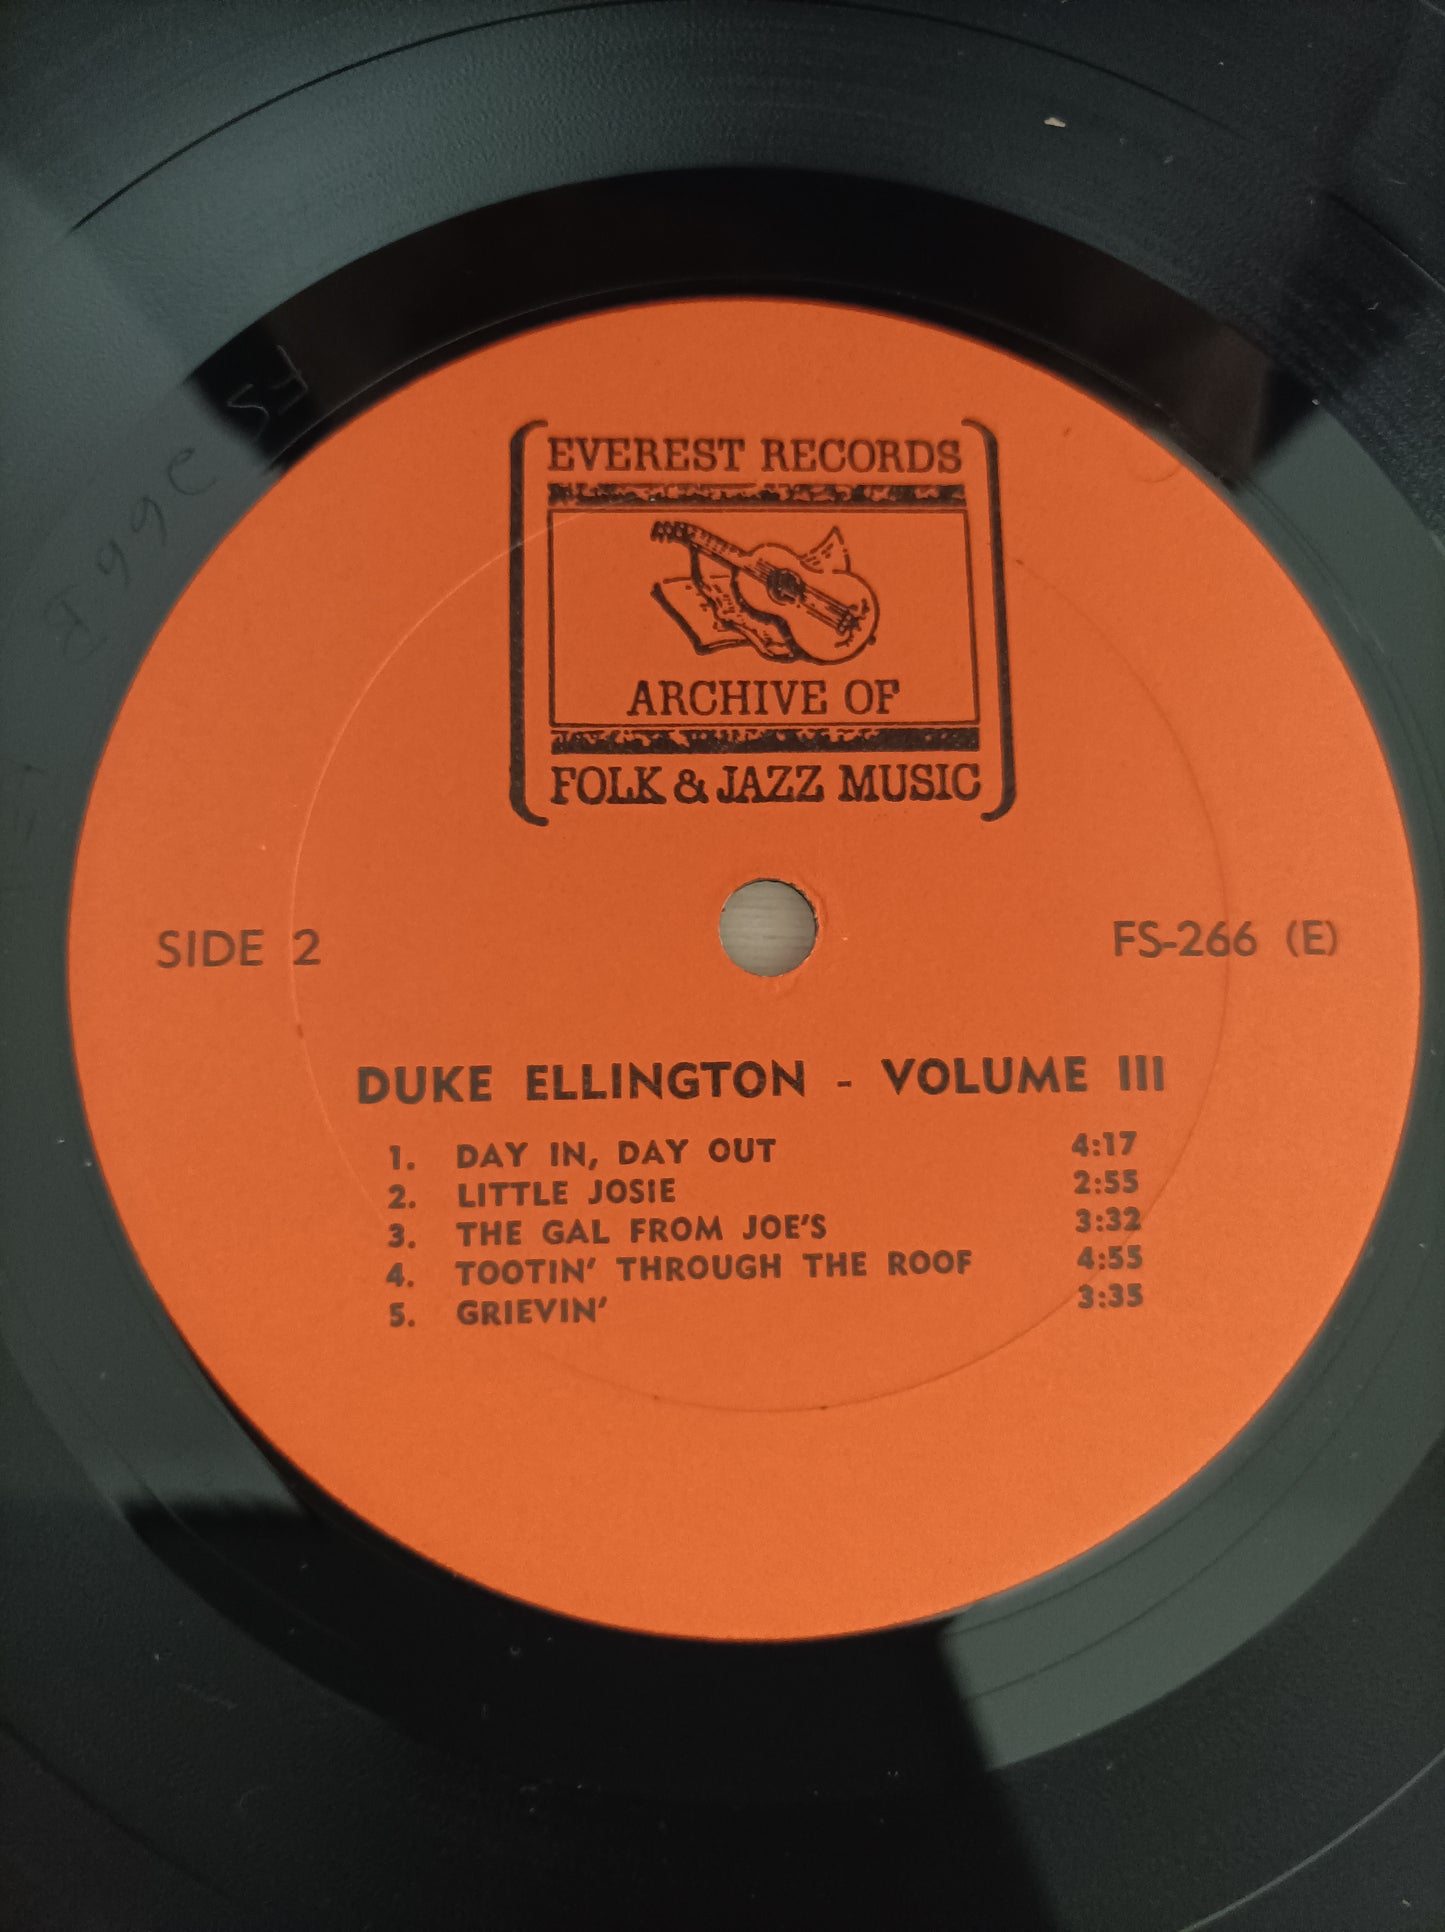 EVEREST RECORDS
ARCHIVE OF
FOLK & JAZZ MUSIC
SIDE 2
FS-266 (E)
DUKE ELLINGTON - VOLUME III
1. DAY IN, DAY OUT 4:17
2. LITTLE JOSIE 2:55
3. THE GAL FROM JOE'S 3:32
4. TOOTIN' THROUGH THE ROOF 4:55
5. GRIEVIN' 3:35